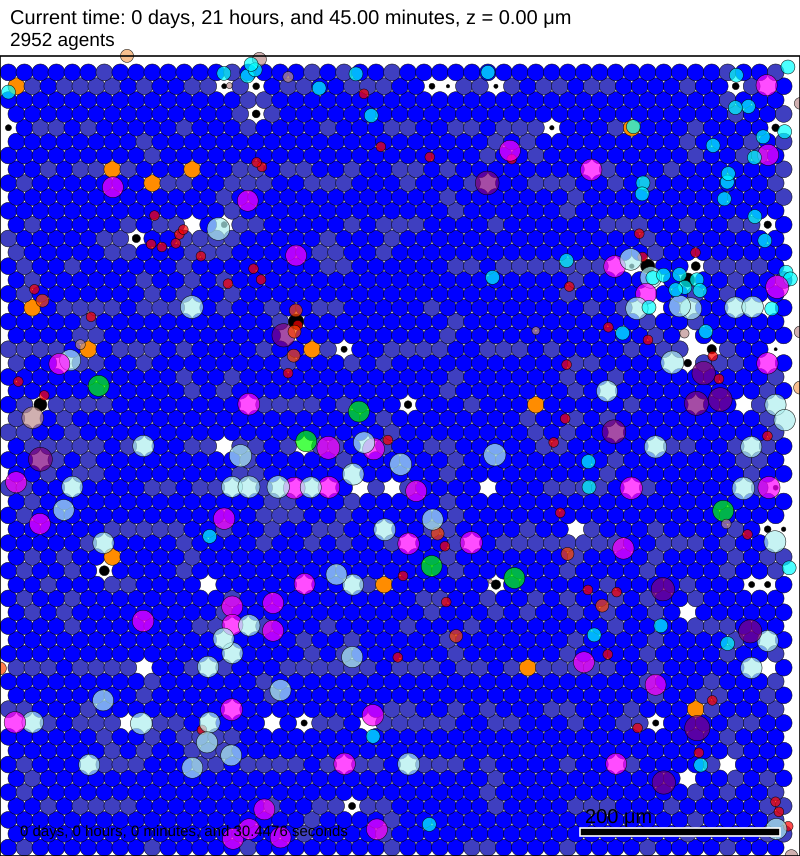 Current time: 0 days, 21 hours, and 45.00 minutes, z = 0.00 μm
2952 agents
200 μm
0 days, 0 hours, 0 minutes, and 30.4476 seconds